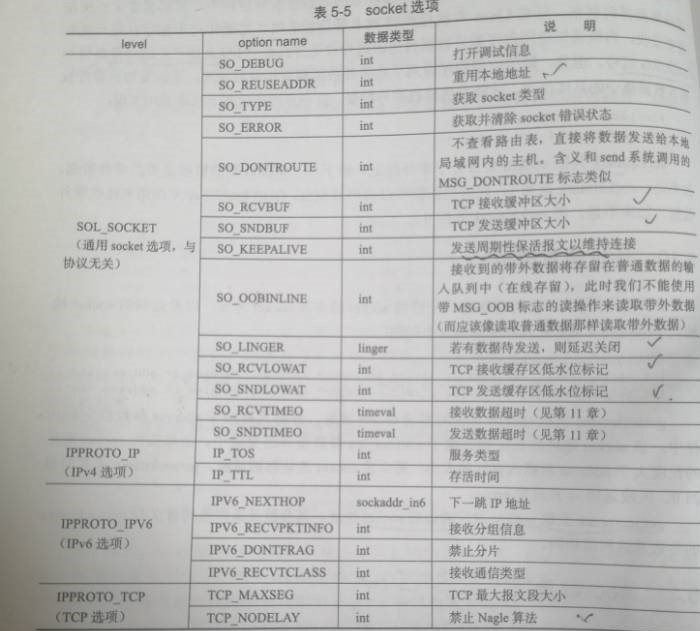 表 5-5 socket 选项
level option name 数据类型 说 明
SO_DEBUG int 打开调试信息
SO_REUSEADDR int 重用本地地址
SO_TYPE int 获取 socket 类型
SO_ERROR int 获取并清除 socket 错误状态
SO_DONTROUTE int 不查看路由表，直接将数据发送给本地
局域网内的主机。含义和 send 系统调用的
MSG_DONTROUTE 标志类似
SO_RCVBUF int TCP 接收缓冲区大小
SOL_SOCKET
（通用 socket 选项，与
协议无关）
SO_SNDBUF int TCP 发送缓冲区大小
SO_KEEPALIVE int 发送周期性保活报文以维持连接
SO_OOBINLINE int 接收到的带外数据将存留在普通数据的输
入队列中（在线存留），此时我们不能使用
带 MSG_OOB 标志的读操作来读取带外数据
（而应该像读取普通数据那样读取带外数据）
SO_LINGER linger 若有数据待发送，则延迟关闭
SO_RCVLOWAT int TCP 接收缓存区低水位标记
SO_SNDLOWAT int TCP 发送缓存区低水位标记
SO_RCVTIMEO timeval 接收数据超时（见第 11 章）
SO_SNDTIMEO timeval 发送数据超时（见第 11 章）
IPPROTO_IP
（IPv4 选项）
IP_TOS int 服务类型
IP_TTL int 存活时间
IPPROTO_IPV6
（IPv6 选项）
IPV6_NEXTHOP sockaddr_in6 下一跳 IP 地址
IPV6_RECVPKTINFO int 接收分组信息
IPV6_DONTFRAG int 禁止分片
IPV6_RECVTCLASS int 接收通信类型
IPPROTO_TCP
（TCP 选项）
TCP_MAXSEG int TCP 最大报文段大小
TCP_NODELAY int 禁止 Nagle 算法